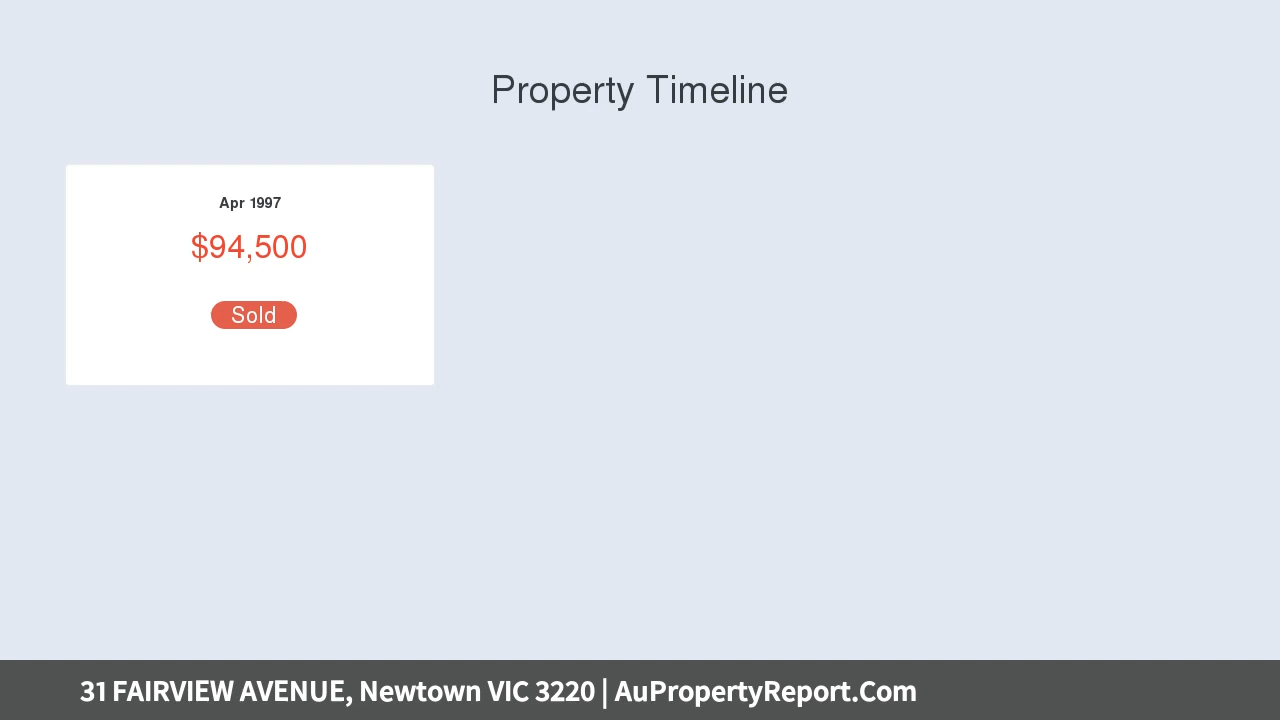 Property Timeline
Apr 1997
$94,500
Sold
31 FAIRVIEW AVENUE, Newtown VIC 3220 | AuPropertyReport.Com